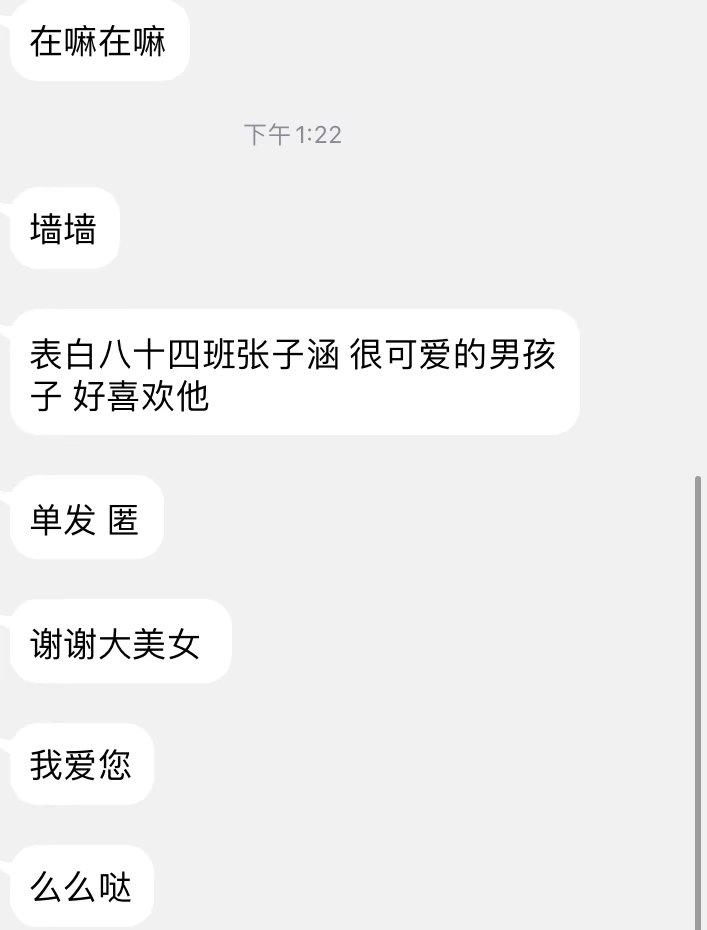 在嘛在嘛
下午1:22
墙墙
表白八十四班张子涵 很可爱的男孩
子 好喜欢他
单发 匿
谢谢大美女
我爱您
么么哒